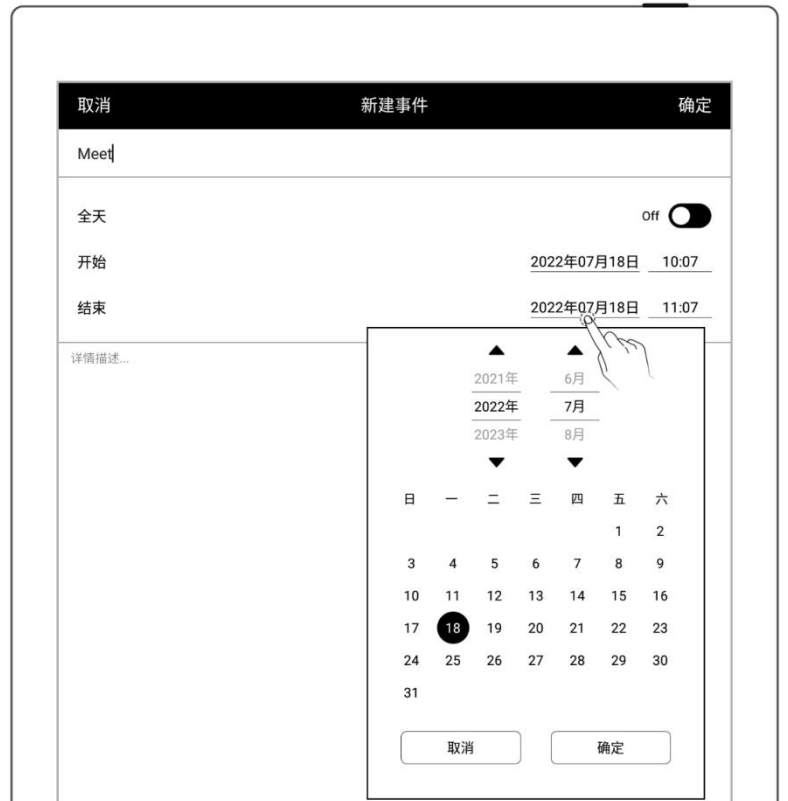 取消 新建事件 确定
Meet
全天 Off
开始 2022年07月18日 10:07
结束 2022年07月18日 11:07
详情描述...
2021年 6月
2022年 7月
2023年 8月
日 一 二 三 四 五 六
1 2
3 4 5 6 7 8 9
10 11 12 13 14 15 16
17 18 19 20 21 22 23
24 25 26 27 28 29 30
31
取消 确定